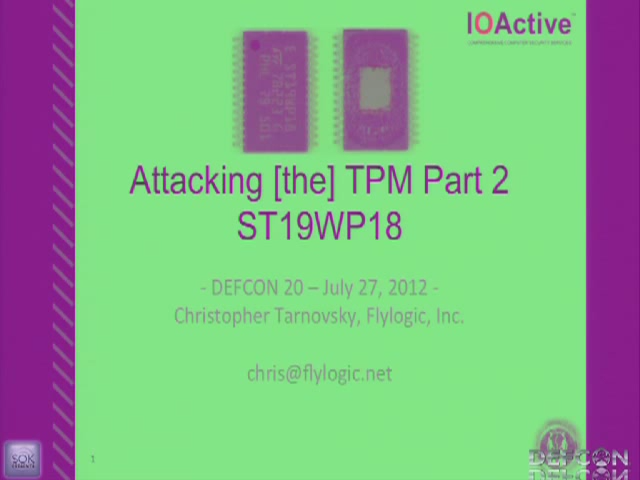 IOActive
Attacking [the] TPM Part 2
ST19WP18
- DEFCON 20 – July 27, 2012 -
Christopher Tarnovsky, Flylogic, Inc.
chris@flylogic.net
1
DEFCON